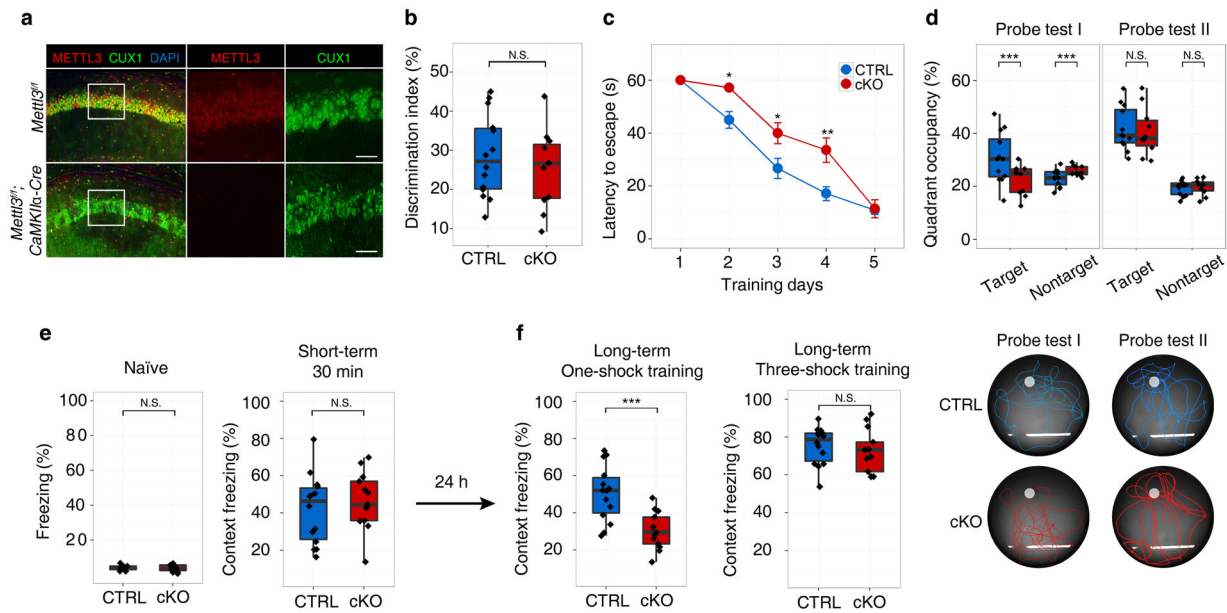 a
METTL3 CUX1 DAPI
METTL3
CUX1
Mettl3f/f
Mettl3f/f;
CaMKIIα-Cre
b
Discrimination index (%)
50
40
30
20
10
N.S.
CTRL cKO
c
Latency to escape (s)
60
40
20
0
CTRL
cKO
*
*
**
1 2 3 4 5
Training days
d
Probe test I Probe test II
Quadrant occupancy (%)
60
40
20
0
*** *** N.S. N.S.
Target Nontarget Target Nontarget
Probe test I Probe test II
CTRL
cKO
e
Naïve
Freezing (%)
100
80
60
40
20
N.S.
CTRL cKO
Short-term
30 min
Context freezing (%)
100
80
60
40
20
N.S.
CTRL cKO
24 h
f
Long-term
One-shock training
Context freezing (%)
100
80
60
40
20
***
CTRL cKO
Long-term
Three-shock training
Context freezing (%)
100
80
60
40
20
N.S.
CTRL cKO